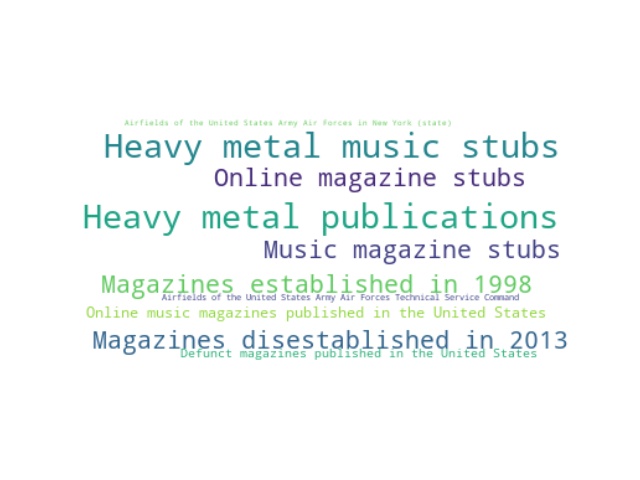 Airfields of the United States Army Air Forces in New York (state)
Heavy metal music stubs
Online magazine stubs
Heavy metal publications
Music magazine stubs
Magazines established in 1998
Airfields of the United States Army Air Forces Technical Service Command
Online music magazines published in the United States
Magazines disestablished in 2013
Defunct magazines published in the United States